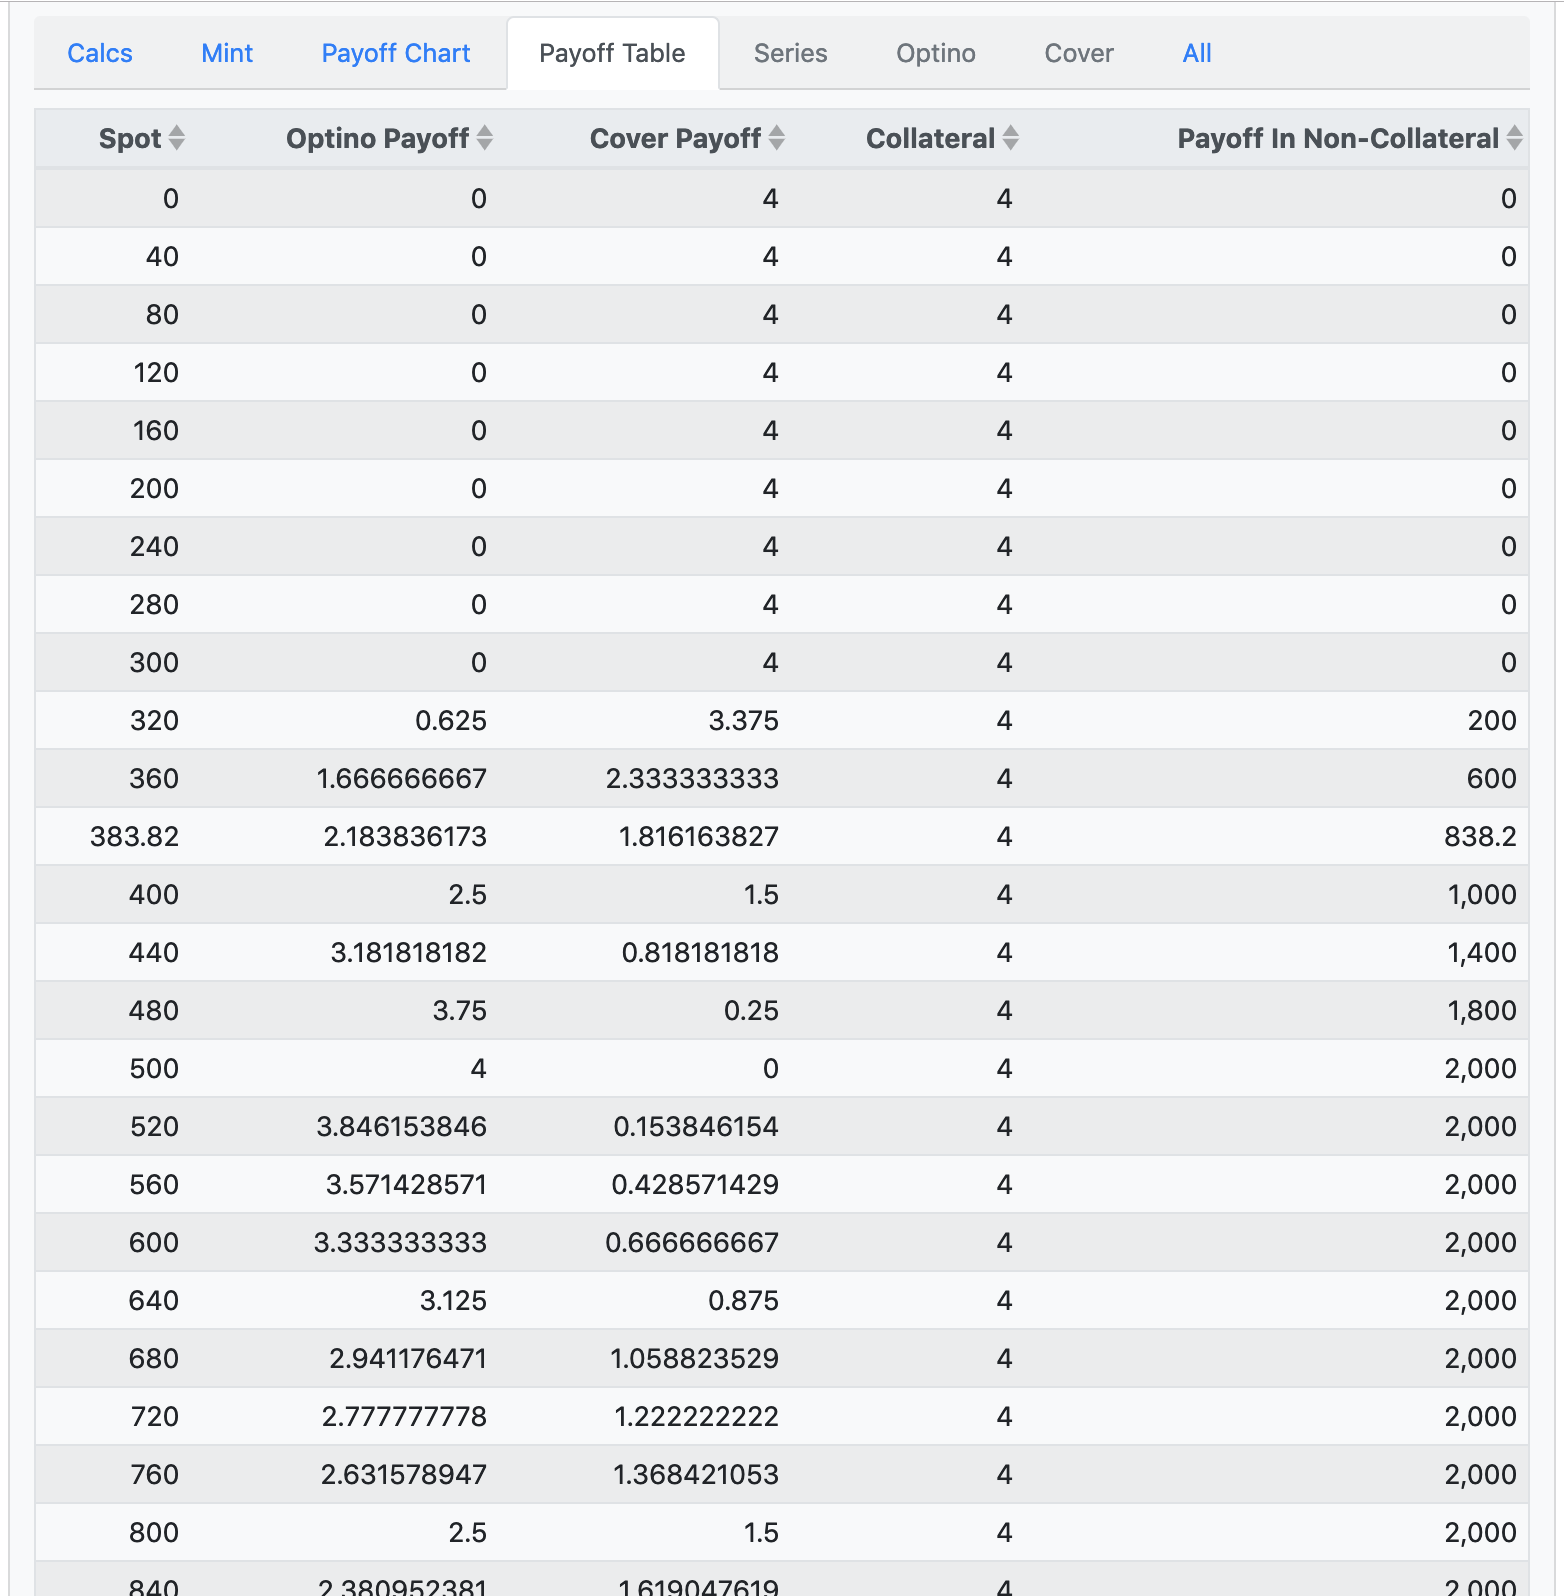 Calcs Mint Payoff Chart Payoff Table Series Optino Cover All
Spot Optino Payoff Cover Payoff Collateral Payoff In Non-Collateral
0 0 4 4 0
40 0 4 4 0
80 0 4 4 0
120 0 4 4 0
160 0 4 4 0
200 0 4 4 0
240 0 4 4 0
280 0 4 4 0
300 0 4 4 0
320 0.625 3.375 4 200
360 1.666666667 2.333333333 4 600
383.82 2.183836173 1.816163827 4 838.2
400 2.5 1.5 4 1,000
440 3.181818182 0.818181818 4 1,400
480 3.75 0.25 4 1,800
500 4 0 4 2,000
520 3.846153846 0.153846154 4 2,000
560 3.571428571 0.428571429 4 2,000
600 3.333333333 0.666666667 4 2,000
640 3.125 0.875 4 2,000
680 2.941176471 1.058823529 4 2,000
720 2.777777778 1.222222222 4 2,000
760 2.631578947 1.368421053 4 2,000
800 2.5 1.5 4 2,000
840 2.380952381 1.619047619 4 2,000